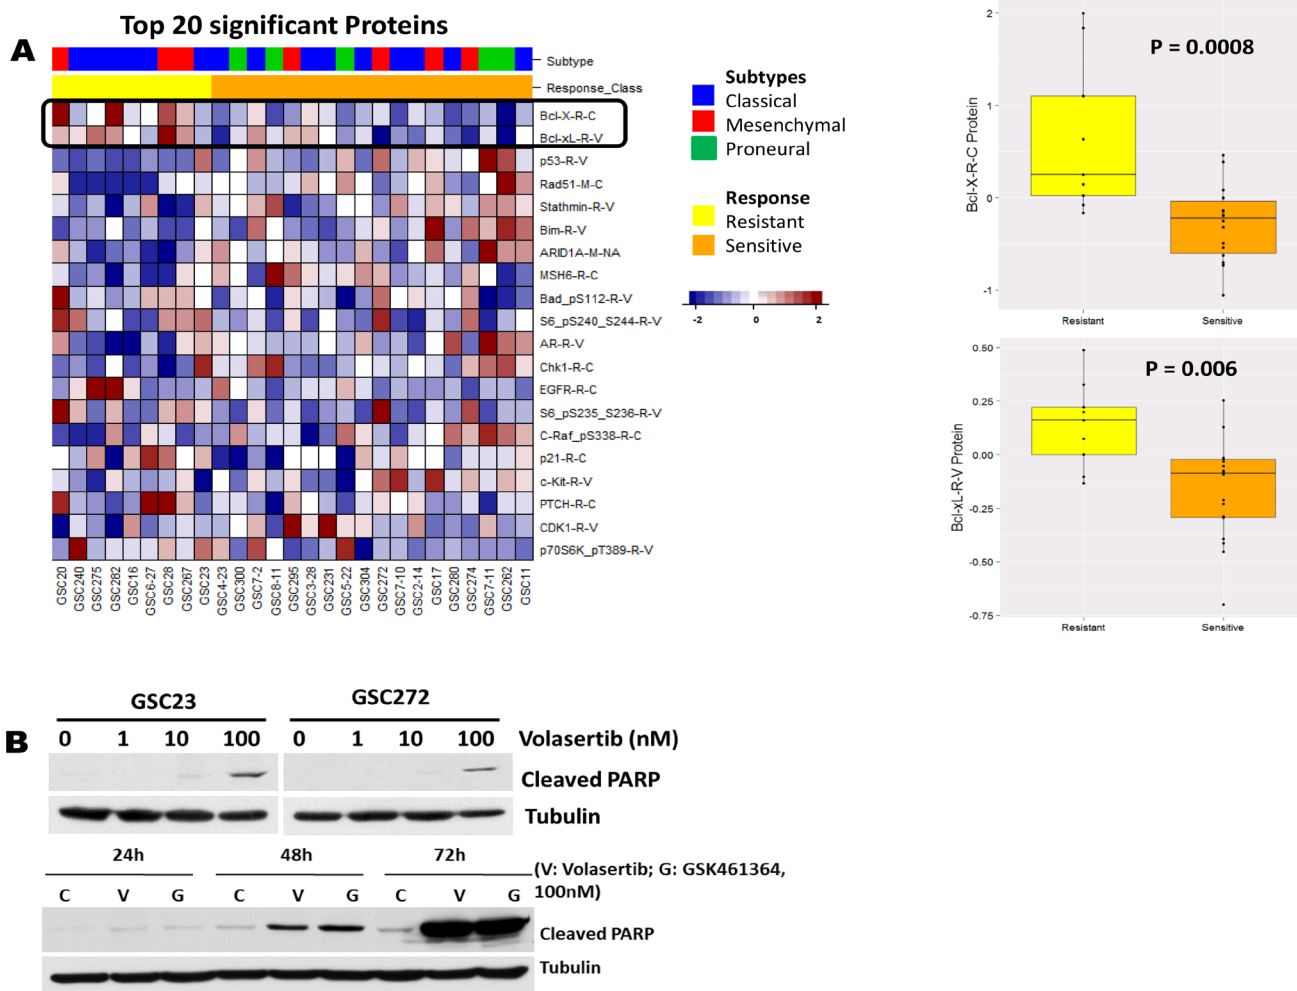 Top 20 significant Proteins
A
Subtype
Response_Class
Bcl-X-R-C
Bcl-xL-R-V
p53-R-V
Rad51-M-C
Stathmin-R-V
Bim-R-V
ARID1A-M-NA
MSH6-R-C
Bad_pS112-R-V
S6_pS240_S244-R-V
AR-R-V
Chk1-R-C
EGFR-R-C
S6_pS235_S236-R-V
C-Raf_pS338-R-C
p21-R-C
c-Kit-R-V
PTCH-R-C
CDK1-R-V
p70S6K_pT389-R-V
GSC20
GSC240
GSC275
GSC282
GSC16
GSC6-27
GSC28
GSC267
GSC23
GSC4-23
GSC300
GSC7-2
GSC8-11
GSC295
GSC3-28
GSC231
GSC5-22
GSC304
GSC272
GSC7-10
GSC2-14
GSC17
GSC280
GSC274
GSC7-11
GSC262
GSC11
Subtypes
Classical
Mesenchymal
Proneural
Response
Resistant
Sensitive
-2 0 2
P = 0.0008
Bcl-X-R-C Protein
2
1
0
-1
Resistant Sensitive
P = 0.006
Bcl-xL-R-V Protein
0.50
0.25
0.00
-0.25
-0.50
-0.75
Resistant Sensitive
B
GSC23 GSC272
0 1 10 100 0 1 10 100 Volasertib (nM)
Cleaved PARP
Tubulin
24h 48h 72h
(V: Volasertib; G: GSK461364,
100nM)
C V G C V G C V G
Cleaved PARP
Tubulin